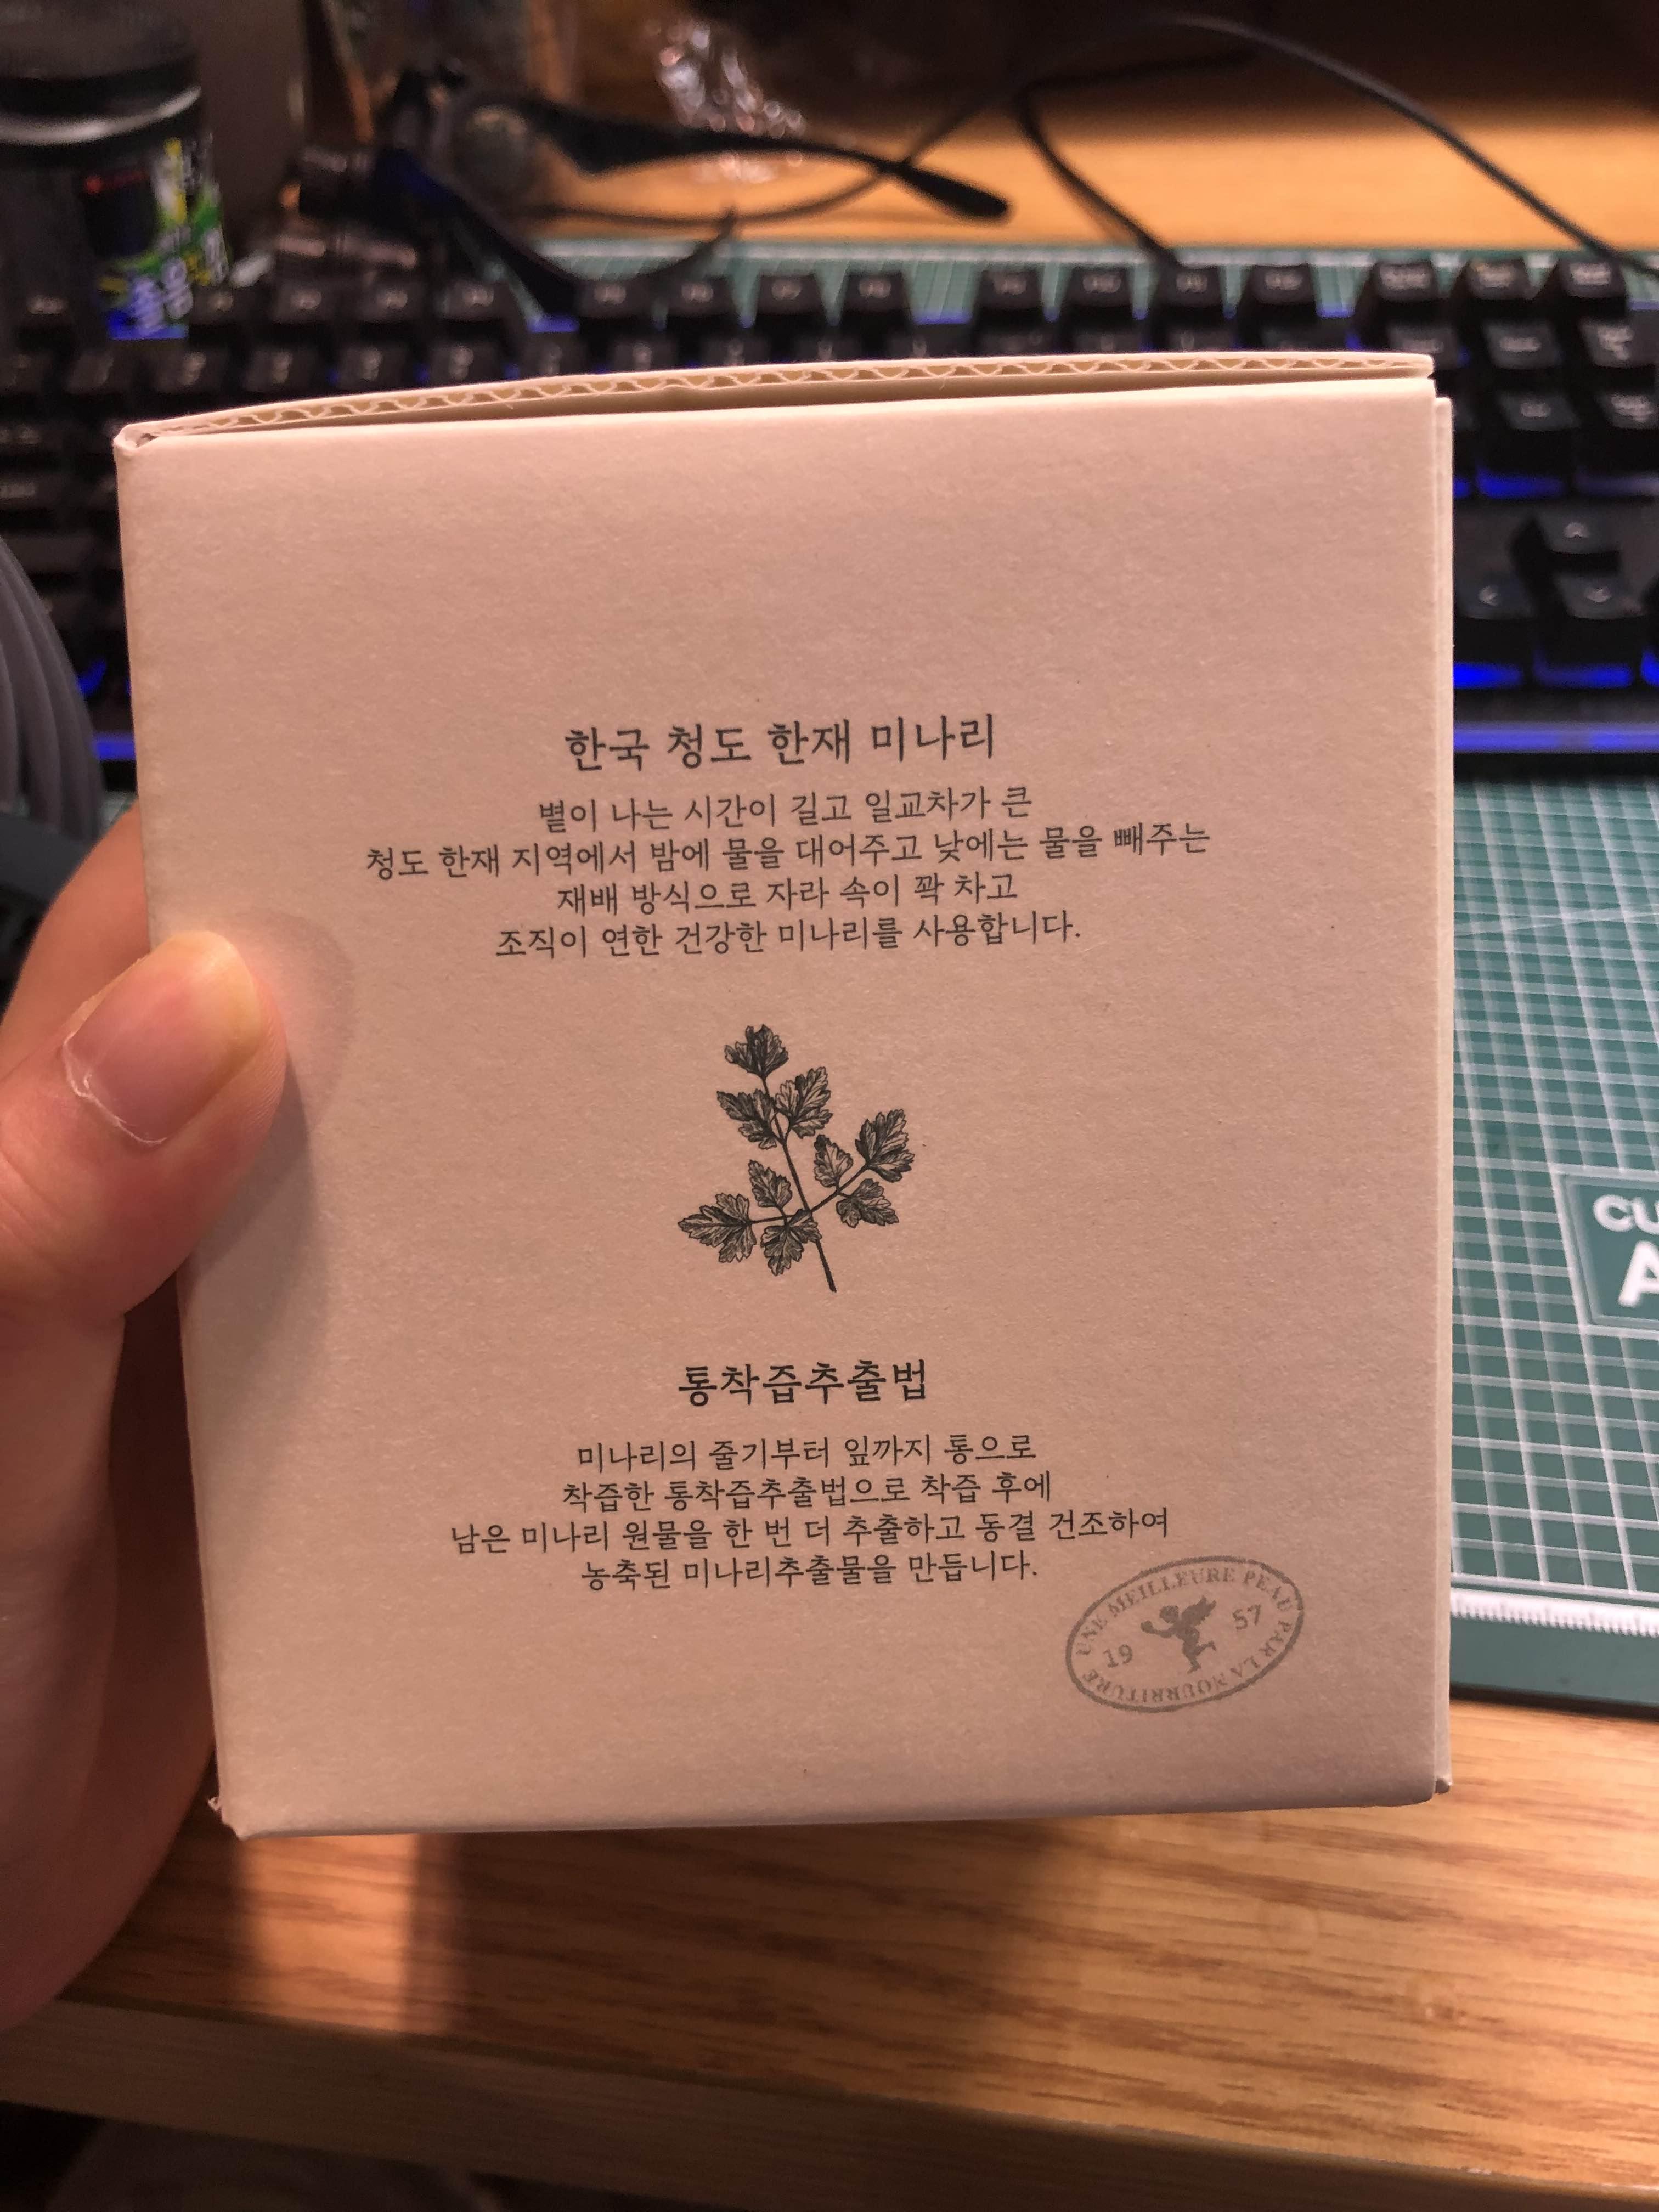 한국 청도 한재 미나리
볕이 나는 시간이 길고 일교차가 큰
청도 한재 지역에서 밤에 물을 대어주고 낮에는 물을 빼주는
재배 방식으로 자라 속이 꽉 차고
조직이 연한 건강한 미나리를 사용합니다.
통착즙추출법
미나리의 줄기부터 잎까지 통으로
착즙한 통착즙추출법으로 착즙 후에
남은 미나리 원물을 한 번 더 추출하고 동결 건조하여
농축된 미나리추출물을 만듭니다.
UNE MEILLEURE PEAU PAR LA NOURRITURE
19 57